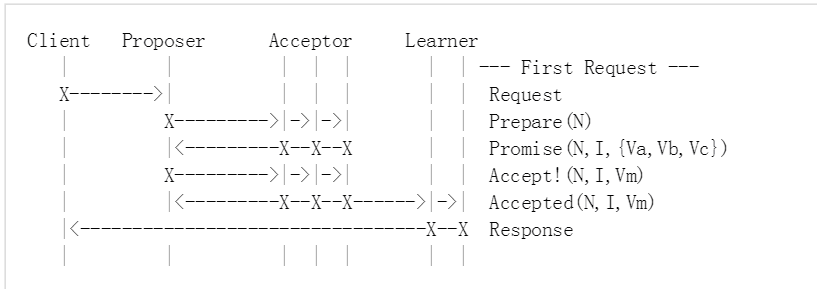 Client   Proposer      Acceptor     Learner
   |         |          |  |  |       |  | --- First Request ---
   X-------->|          |  |  |       |  |  Request
   |         X--------->|->|->|       |  |  Prepare(N)
   |         |<---------X--X--X       |  |  Promise(N,I,{Va,Vb,Vc})
   |         X--------->|->|->|       |  |  Accept!(N,I,Vm)
   |         |<---------X--X--X------>|->|  Accepted(N,I,Vm)
   |<---------------------------------X--X  Response
   |         |          |  |  |       |  |